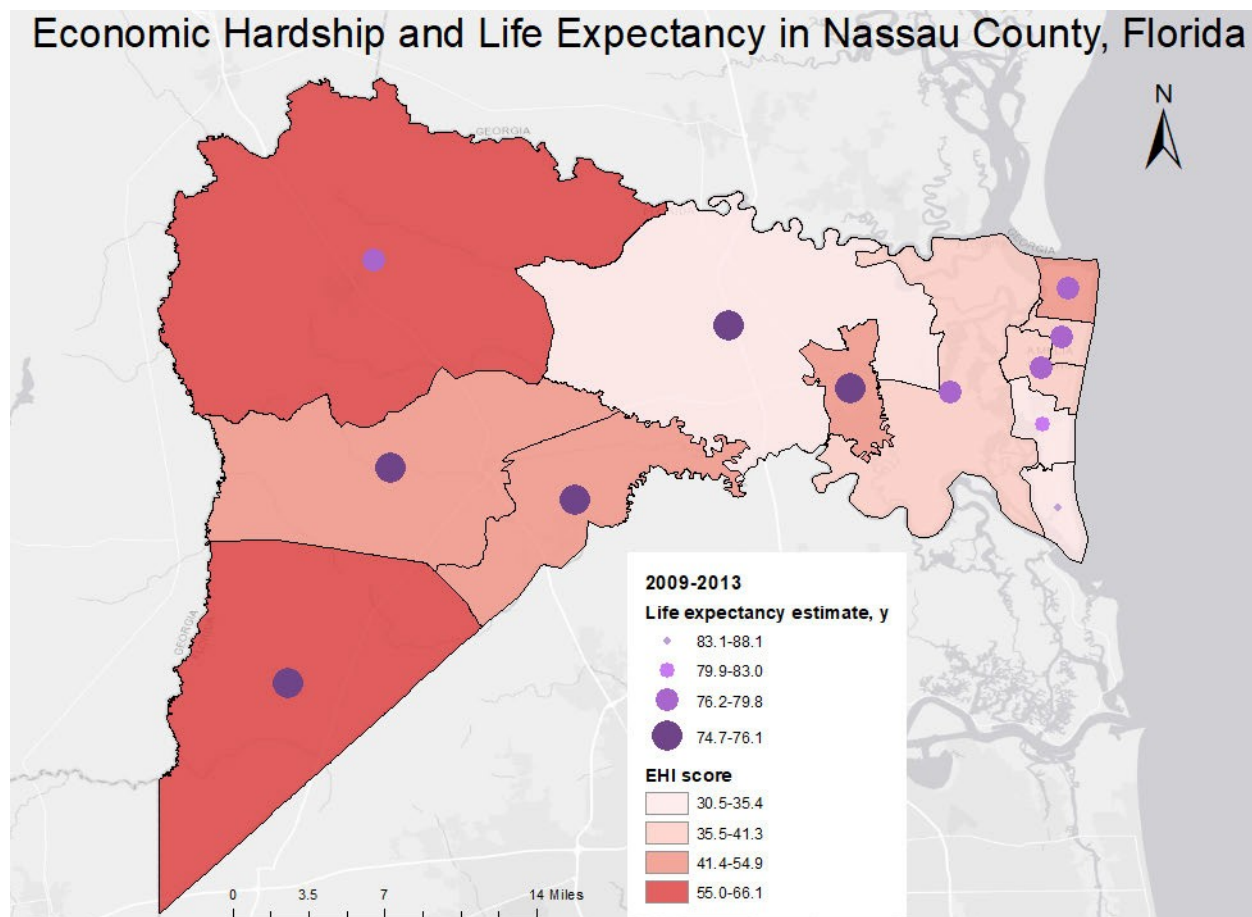 Economic Hardship and Life Expectancy in Nassau County, Florida
N
GEORGIA
GEORGIA
GEORGIA
2009-2013
Life expectancy estimate, y
83.1-88.1
79.9-83.0
76.2-79.8
74.7-76.1
EHI score
30.5-35.4
35.5-41.3
41.4-54.9
55.0-66.1
0 3.5 7 14 Miles